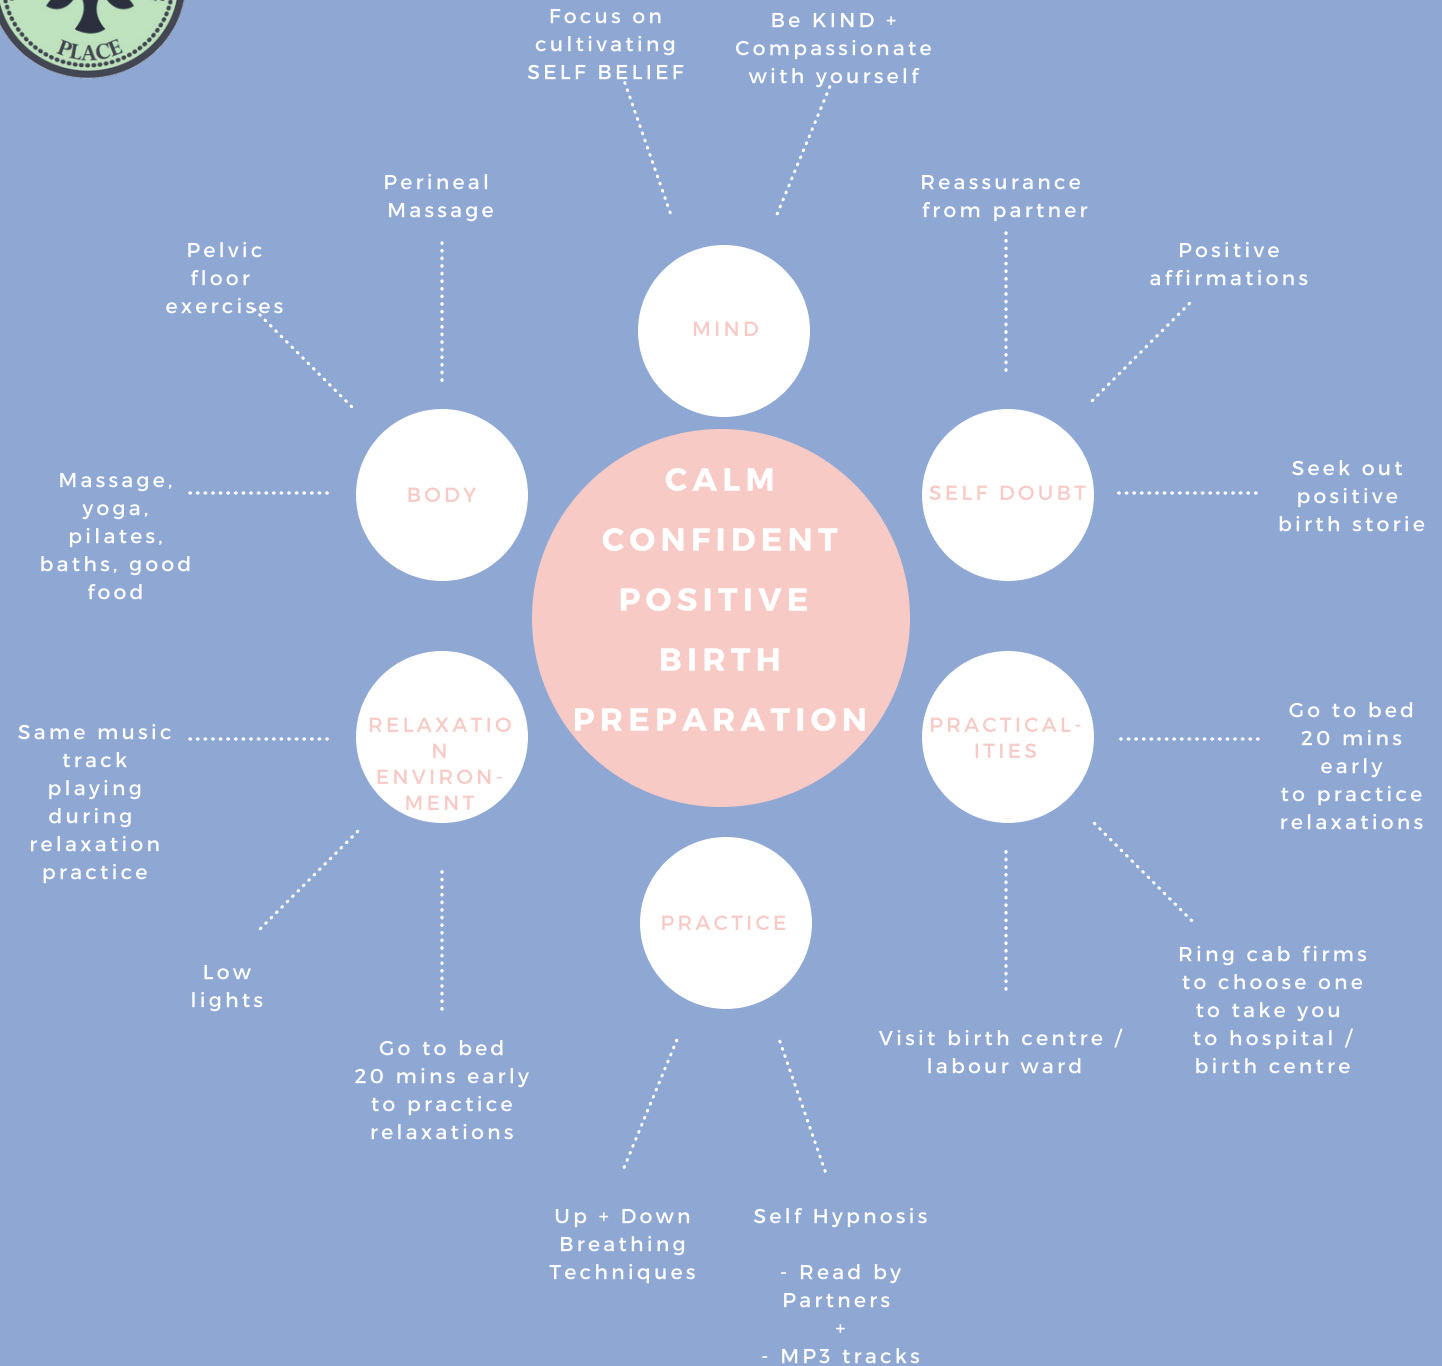 PLACE
Focus on
cultivating
SELF BELIEF
Be KIND +
Compassionate
with yourself
Perineal
Massage
Reassurance
from partner
Pelvic
floor
exercises
Positive
affirmations
MIND
Massage,
yoga,
pilates,
baths, good
food
BODY
CALM
CONFIDENT
POSITIVE
BIRTH
PREPARATION
SELF DOUBT
Seek out
positive
birth storie
Same music
track
playing
during
relaxation
practice
RELAXATIO
N
ENVIRON-
MENT
PRACTICAL-
ITIES
Go to bed
20 mins
early
to practice
relaxations
PRACTICE
Low
lights
Go to bed
20 mins early
to practice
relaxations
Visit birth centre /
labour ward
Ring cab firms
to choose one
to take you
to hospital /
birth centre
Up + Down
Breathing
Techniques
Self Hypnosis
- Read by
Partners
+
- MP3 tracks